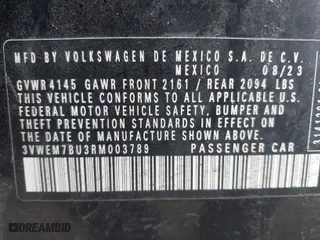 MFD BY VOLKSWAGEN DE MEXICO S.A. DE C.V.
08/23
GVWR 4145 GAWR FRONT 2161 / REAR 2094 LBS
THIS VEHICLE CONFORMS TO ALL APPLICABLE U.S.
FEDERAL MOTOR VEHICLE SAFETY, BUMPER AND
THEFT PREVENTION STANDARDS IN EFFECT ON THE
DATE OF MANUFACTURE SHOWN ABOVE.
3VWEM7BU3RM003789 PASSENGER CAR
DREAMBID